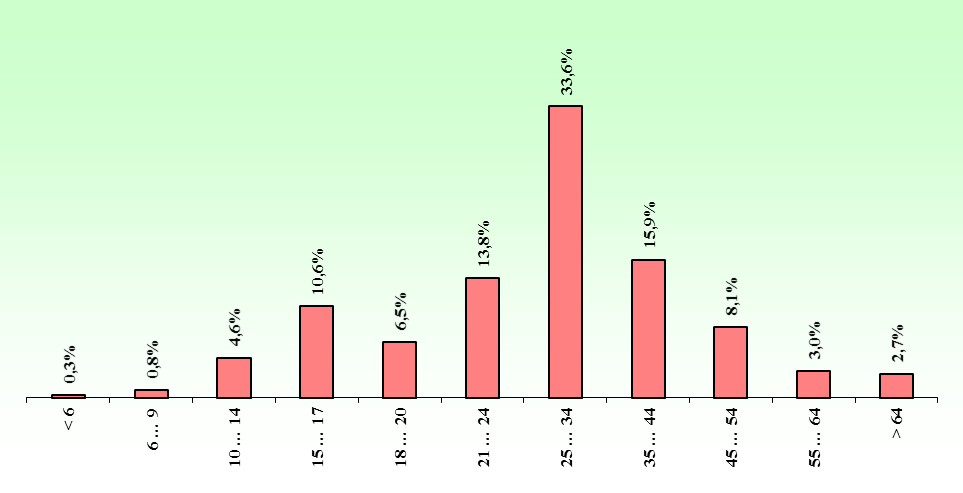 0,3%
0,8%
4,6%
10,6%
6,5%
13,8%
33,6%
15,9%
8,1%
3,0%
2,7%
< 6
6 ... 9
10 ... 14
15 ... 17
18 ... 20
21 ... 24
25 ... 34
35 ... 44
45 ... 54
55 ... 64
> 64